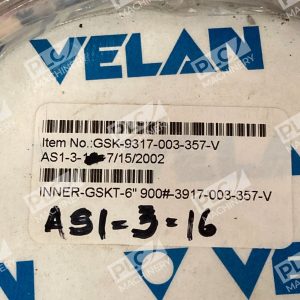 VELAN
Item No.:GSK-9317-003-357-V
AS1-3- 7/15/2002
INNER-GSKT-6" 900#-3917-003-357-V
AS1-3-16